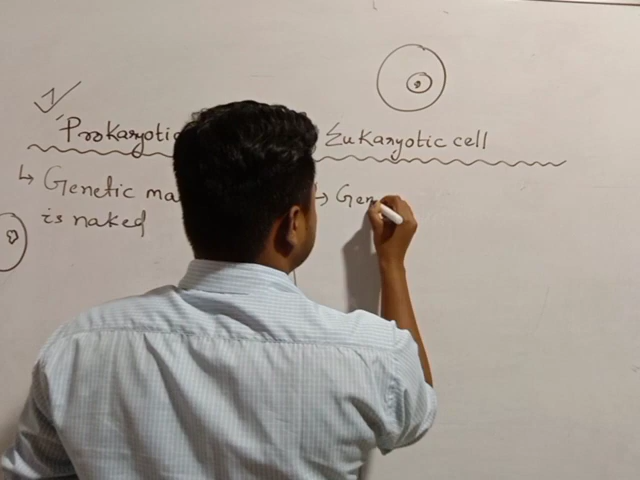 Prokaryotic
Eukaryotic cell
↳ Genetic ma
is naked
→ Gen